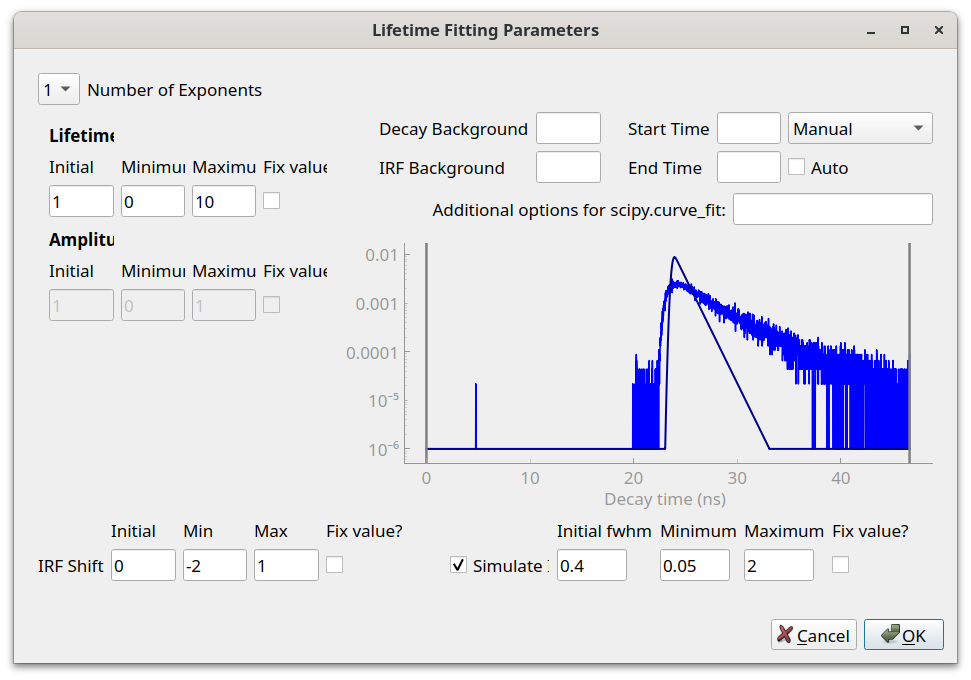 Lifetime Fitting Parameters
1 Number of Exponents
Lifetime
Initial Minimu Maximu Fix value
1 0 10
Amplitu
Initial Minimu Maximu Fix value
1 0 1
Decay Background Start Time Manual
IRF Background End Time Auto
Additional options for scipy.curve_fit:
0.01
0.001
0.0001
10⁻⁵
10⁻⁶
0 10 20 30 40
Decay time (ns)
Initial Min Max Fix value?
IRF Shift 0 -2 1
Initial fwhm Minimum Maximum Fix value?
Simulate 0.4 0.05 2
Cancel OK